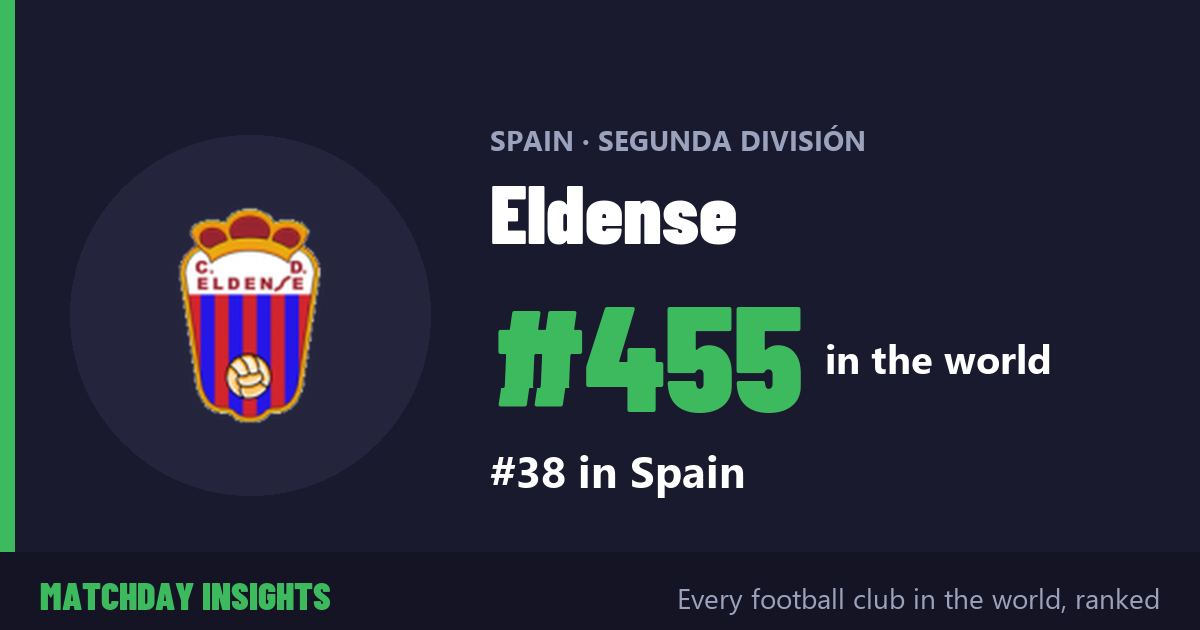 SPAIN · SEGUNDA DIVISIÓN
Eldense
#455 in the world
#38 in Spain
C. D.
ELDENSE
MATCHDAY INSIGHTS
Every football club in the world, ranked